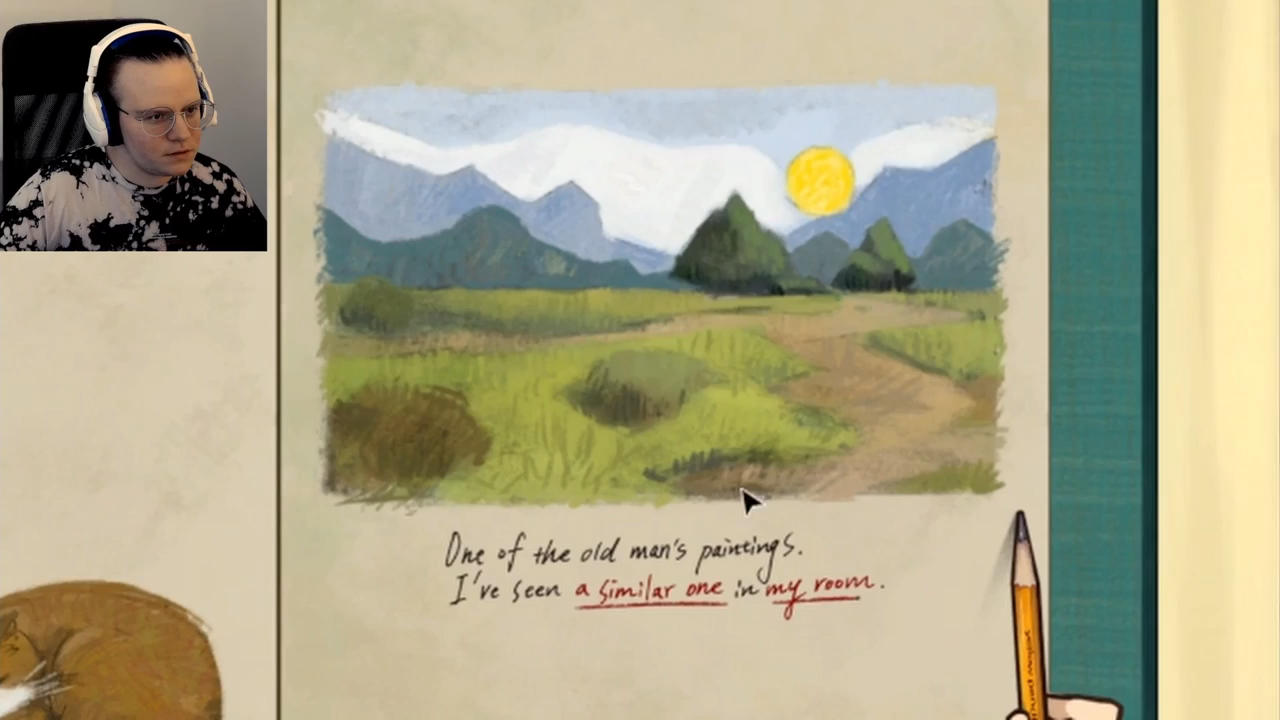 One of the old man's paintings.
I've seen a similar one in my room.